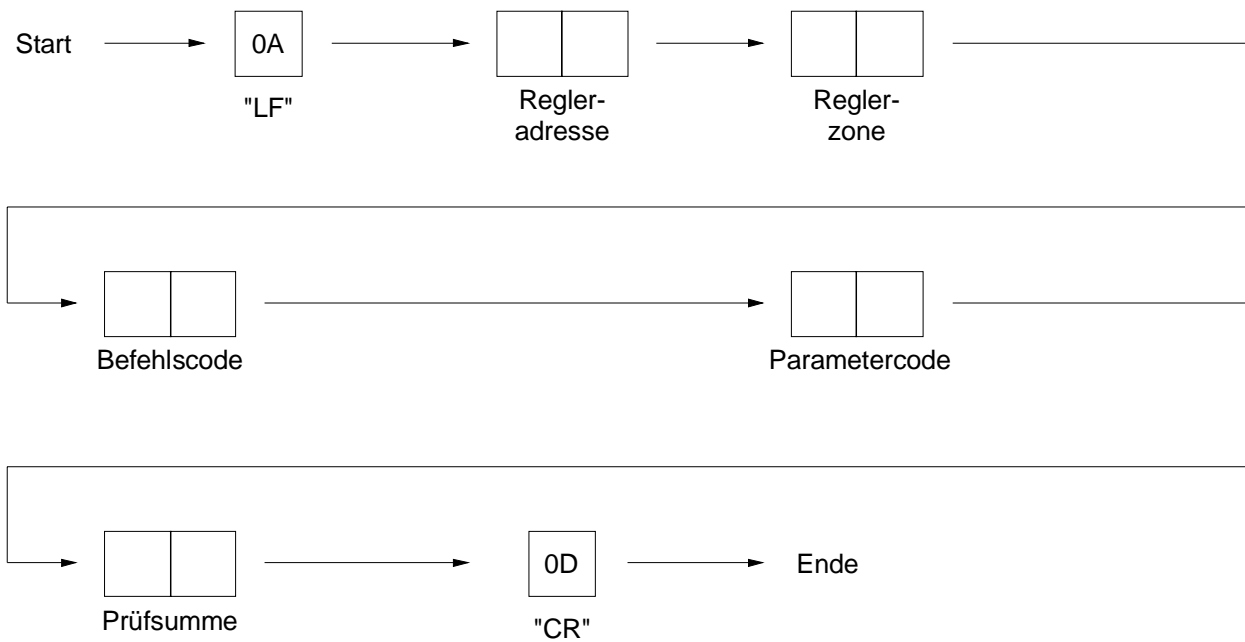 Start
0A
"LF"
Regler-
adresse
Regler-
zone
Befehlscode
Parametercode
Prüfsumme
0D
"CR"
Ende